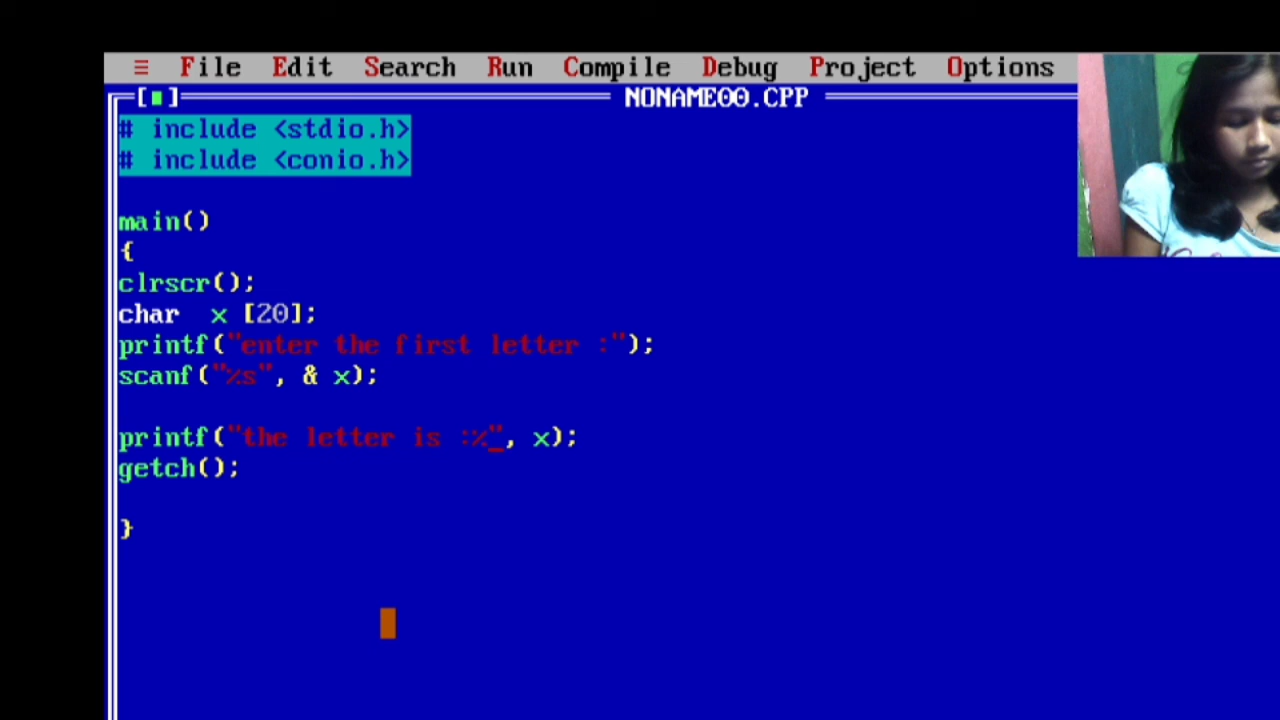 ≡ File Edit Search Run Compile Debug Project Options
[■] NONAME00.CPP
# include <stdio.h>
# include <conio.h>
main()
{
clrscr();
char x [20];
printf("enter the first letter :");
scanf("%s", & x);
printf("the letter is :%", x);
getch();
}